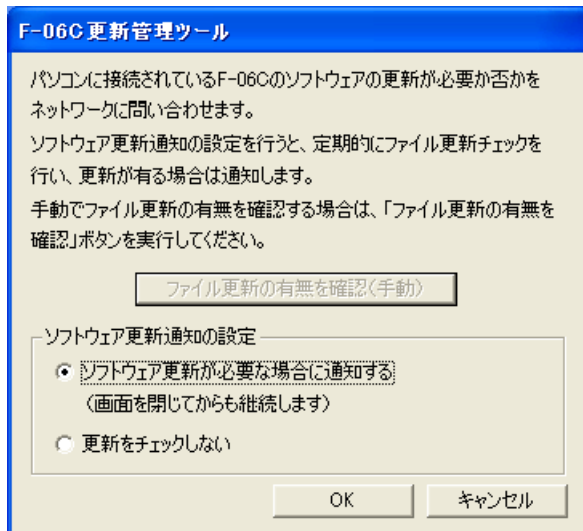 F-06C更新管理ツール
パソコンに接続されているF-06Cのソフトウェアの更新が必要か否かを
ネットワークに問い合わせます。
ソフトウェア更新通知の設定を行うと、定期的にファイル更新チェックを
行い、更新が有る場合は通知します。
手動でファイル更新の有無を確認する場合は、「ファイル更新の有無を
確認」ボタンを実行してください。
ファイル更新の有無を確認(手動)
ソフトウェア更新通知の設定
ソフトウェア更新が必要な場合に通知する
(画面を閉じてからも継続します)
更新をチェックしない
OK キャンセル